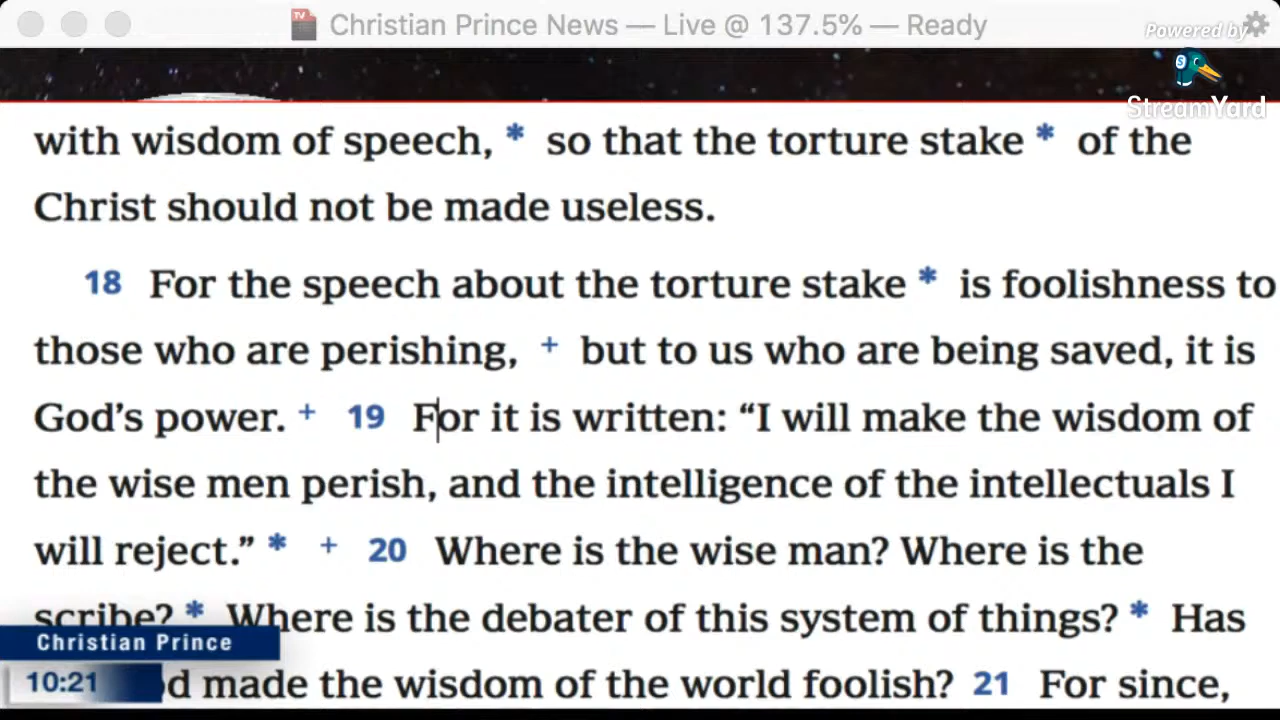 Christian Prince News — Live @ 137.5% — Ready
Powered by
StreamYard
with wisdom of speech, * so that the torture stake * of the
Christ should not be made useless.
18 For the speech about the torture stake * is foolishness to
those who are perishing, + but to us who are being saved, it is
God’s power. + 19 For it is written: “I will make the wisdom of
the wise men perish, and the intelligence of the intellectuals I
will reject.” * + 20 Where is the wise man? Where is the
scribe? * Where is the debater of this system of things? * Has
d made the wisdom of the world foolish? 21 For since,
Christian Prince
10:21